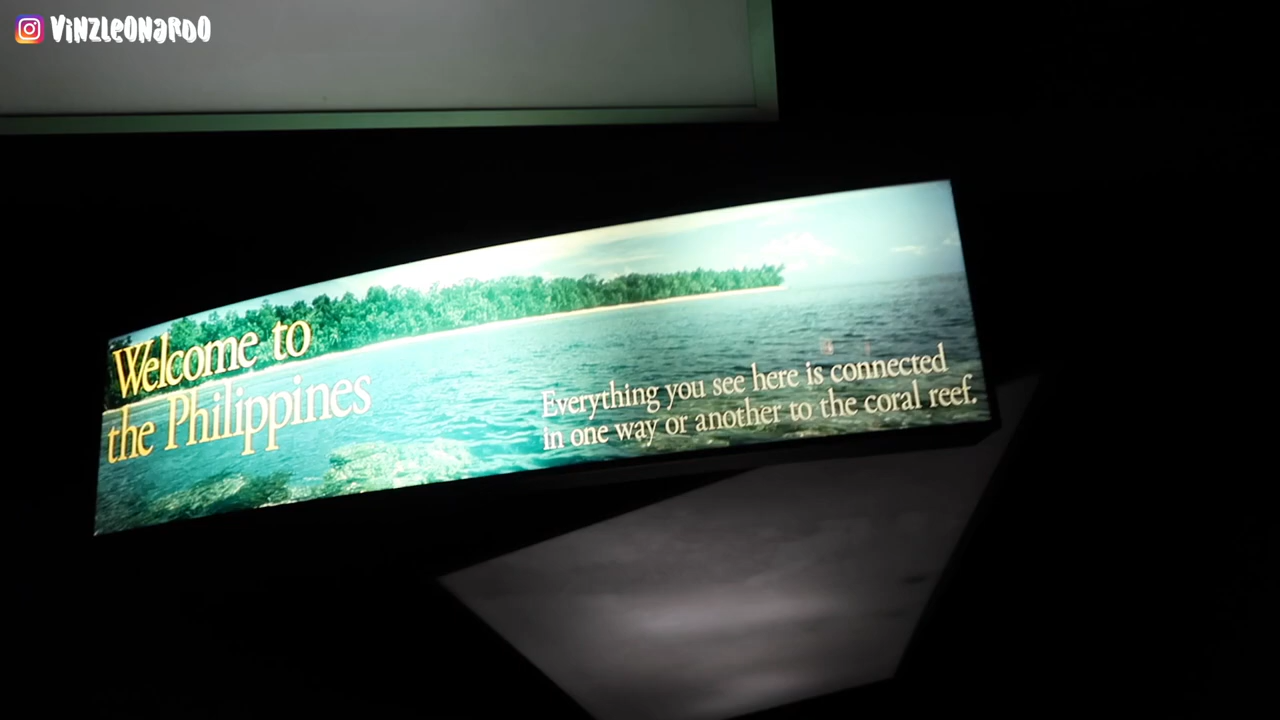 VINZLEONARDO
Welcome to
the Philippines
Everything you see here is connected
in one way or another to the coral reef.